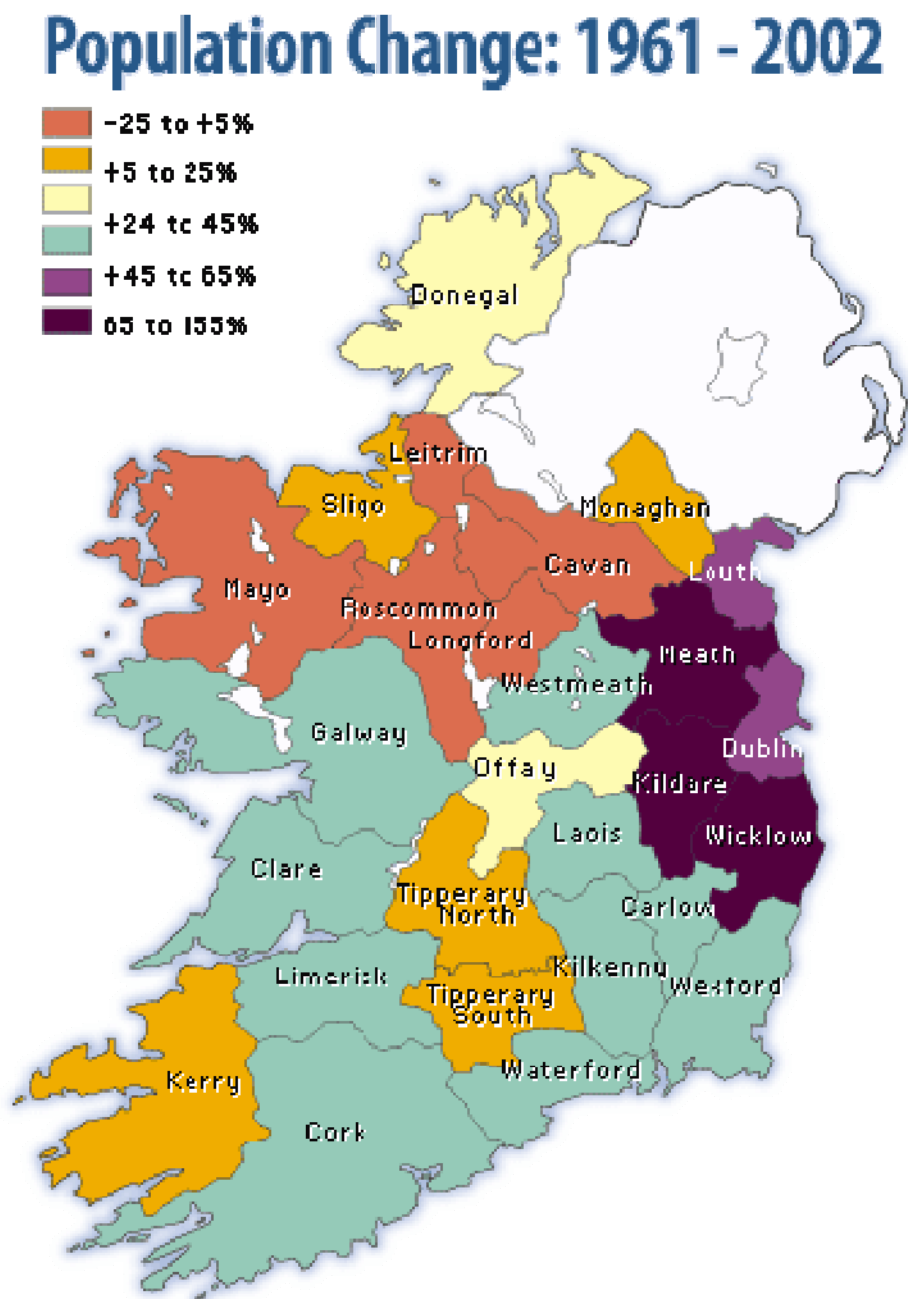 Population Change: 1961 - 2002
-25 to +5%
+5 to 25%
+24 tc 45%
+45 tc 65%
65 to 155%
Donegal
Leitrim
Sligo
Monaghan
Cavan
Louth
Mayo
Roscommon
Longford
Meath
Westmeath
Galway
Dublin
Offaly
Kildare
Laois
Wicklow
Clare
Tipperary
North
Carlow
Kilkenny
Limerick
Wexford
Tipperary
South
Waterford
Kerry
Cork